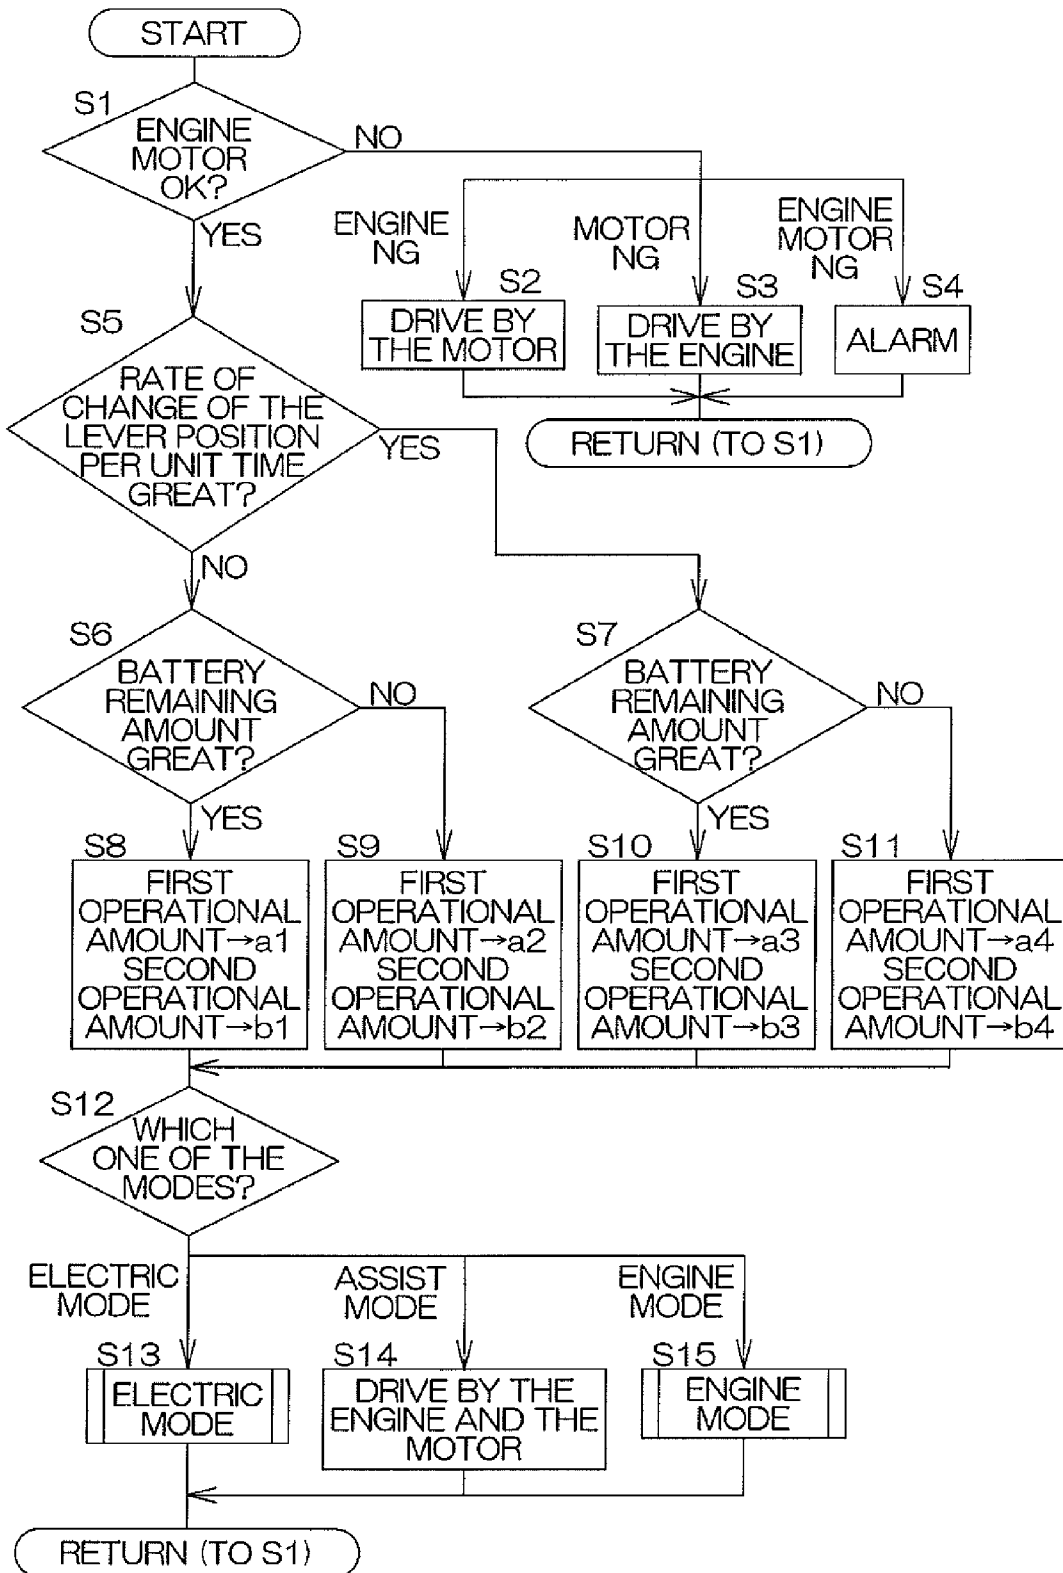 START
S1
ENGINE
MOTOR
OK?
NO
YES
ENGINE
NG
MOTOR
NG
ENGINE
MOTOR
NG
S2
DRIVE BY
THE MOTOR
S3
DRIVE BY
THE ENGINE
S4
ALARM
RETURN (TO S1)
S5
RATE OF
CHANGE OF THE
LEVER POSITION
PER UNIT TIME
GREAT?
YES
NO
S6
BATTERY
REMAINING
AMOUNT
GREAT?
NO
YES
S7
BATTERY
REMAINING
AMOUNT
GREAT?
NO
YES
S8
FIRST
OPERATIONAL
AMOUNT→a1
SECOND
OPERATIONAL
AMOUNT→b1
S9
FIRST
OPERATIONAL
AMOUNT→a2
SECOND
OPERATIONAL
AMOUNT→b2
S10
FIRST
OPERATIONAL
AMOUNT→a3
SECOND
OPERATIONAL
AMOUNT→b3
S11
FIRST
OPERATIONAL
AMOUNT→a4
SECOND
OPERATIONAL
AMOUNT→b4
S12
WHICH
ONE OF THE
MODES?
ELECTRIC
MODE
ASSIST
MODE
ENGINE
MODE
S13
ELECTRIC
MODE
S14
DRIVE BY THE
ENGINE AND THE
MOTOR
S15
ENGINE
MODE
RETURN (TO S1)